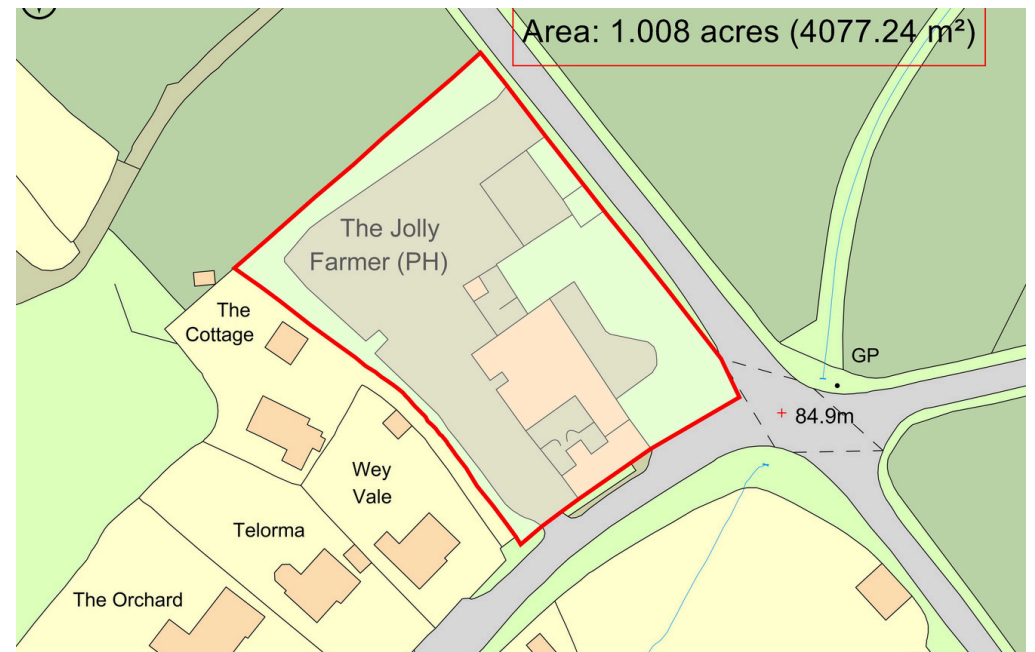 Area: 1.008 acres (4077.24 m²)
The Jolly
Farmer (PH)
The
Cottage
GP
84.9m
Wey
Vale
Telorma
The Orchard